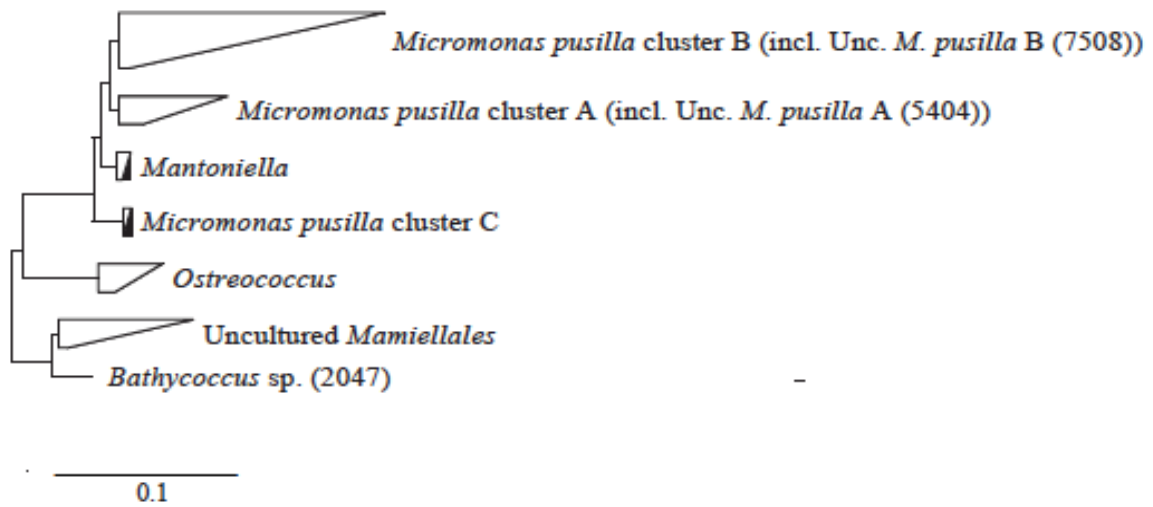 Micromonas pusilla cluster B (incl. Unc. M. pusilla B (7508))
Micromonas pusilla cluster A (incl. Unc. M. pusilla A (5404))
Mantoniella
Micromonas pusilla cluster C
Ostreococcus
Uncultured Mamiellales
Bathycoccus sp. (2047)
0.1